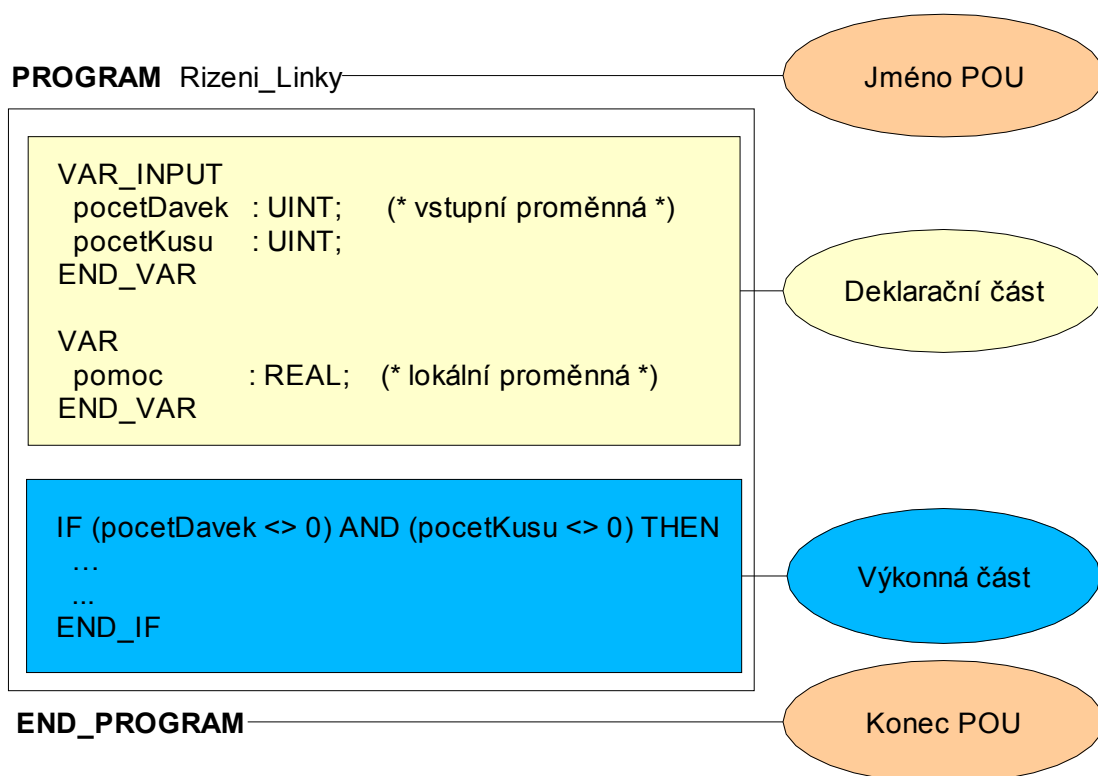 PROGRAM Rizeni_Linky
Jméno POU
VAR_INPUT
pocetDavek : UINT; (* vstupní proměnná *)
pocetKusu : UINT;
END_VAR
Deklarační část
VAR
pomoc : REAL; (* lokální proměnná *)
END_VAR
IF (pocetDavek <> 0) AND (pocetKusu <> 0) THEN
…
...
END_IF
Výkonná část
END_PROGRAM
Konec POU